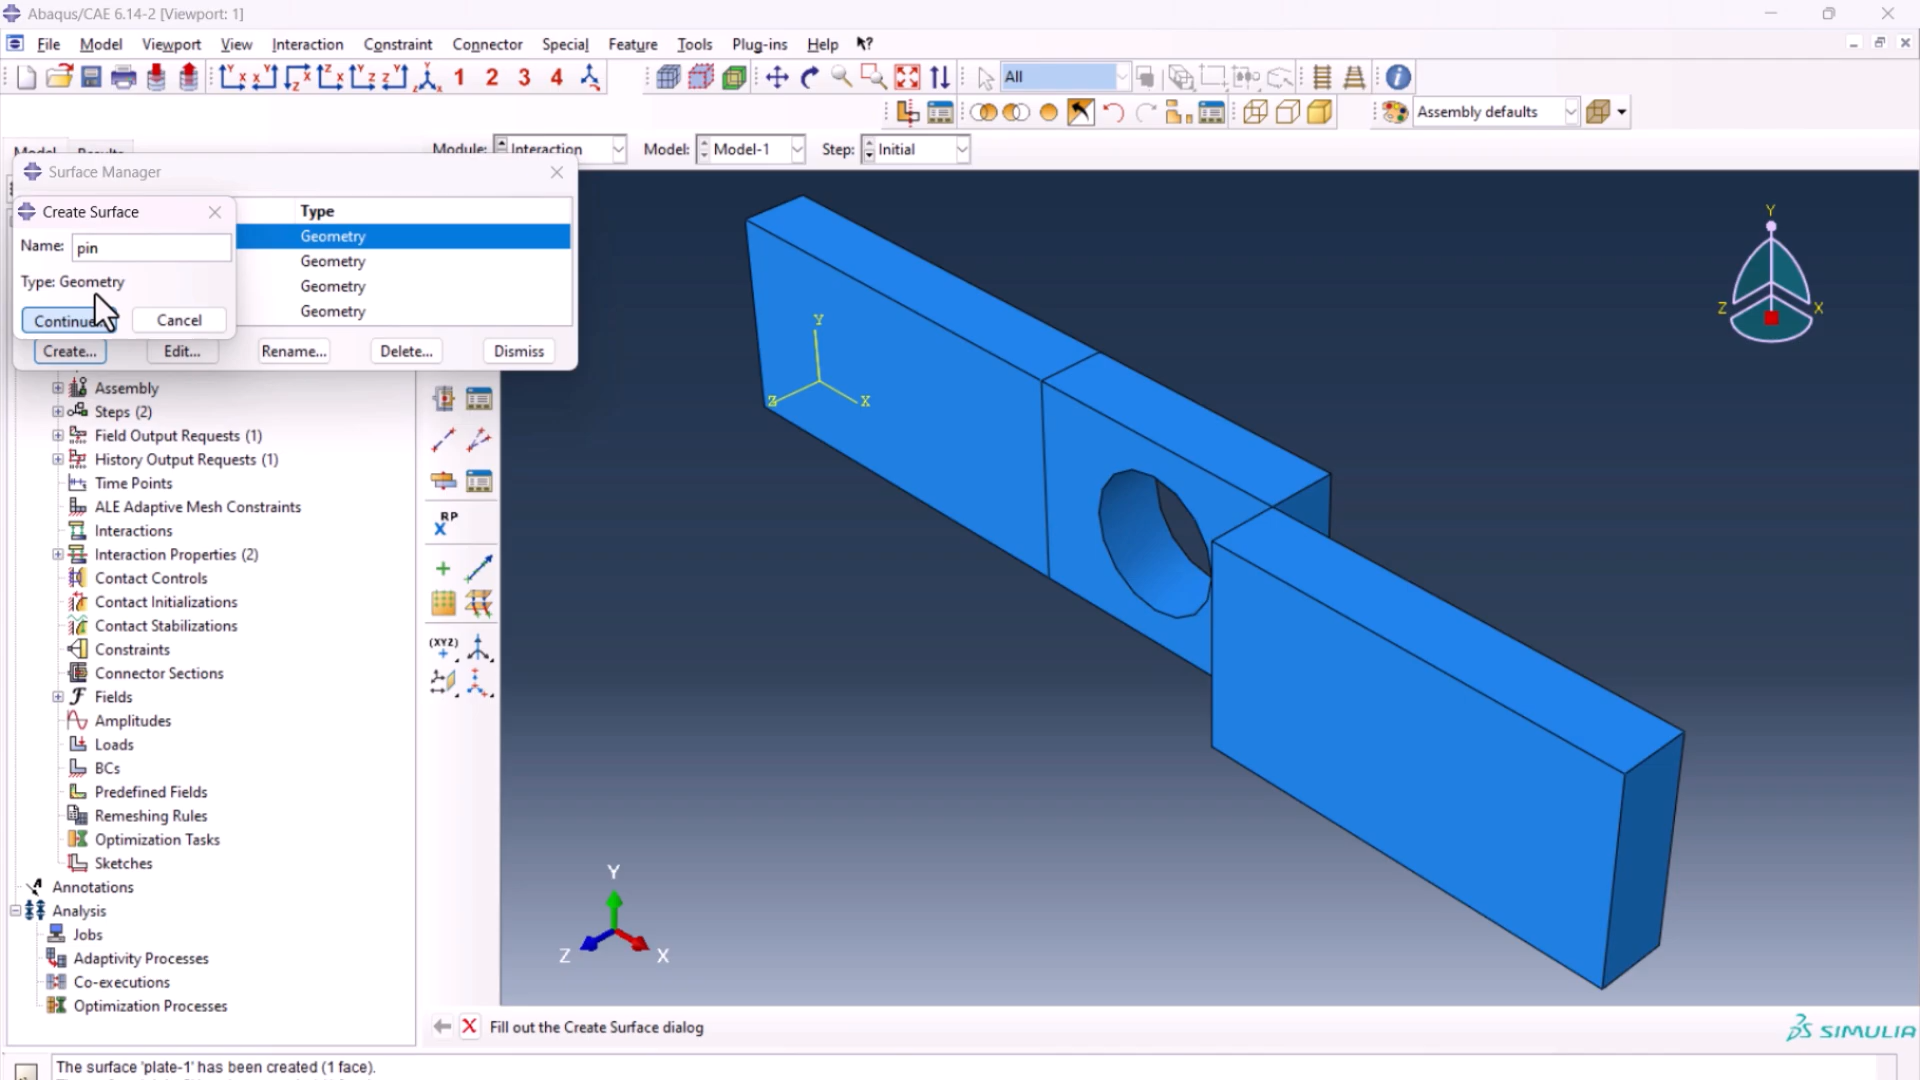 Abaqus/CAE 6.14-2 [Viewport: 1]
File Model Viewport View Interaction Constraint Connector Special Feature Tools Plug-ins Help
1 2 3 4 All
Assembly defaults
Model Results Module: Interaction Model: Model-1 Step: Initial
Surface Manager
Create Surface
Type
Name: pin
Geometry
Geometry
Type: Geometry
Geometry
Geometry
Continue... Cancel
Create... Edit... Rename... Delete... Dismiss
Assembly
Steps (2)
Field Output Requests (1)
History Output Requests (1)
Time Points
ALE Adaptive Mesh Constraints
Interactions
Interaction Properties (2)
Contact Controls
Contact Initializations
Contact Stabilizations
Constraints
Connector Sections
Fields
Amplitudes
Loads
BCs
Predefined Fields
Remeshing Rules
Optimization Tasks
Sketches
Annotations
Analysis
Jobs
Adaptivity Processes
Co-executions
Optimization Processes
RP
(XYZ)
Y
Z X
Y
Z X
Y
Z X
Fill out the Create Surface dialog
SIMULIA
The surface 'plate-1' has been created (1 face).